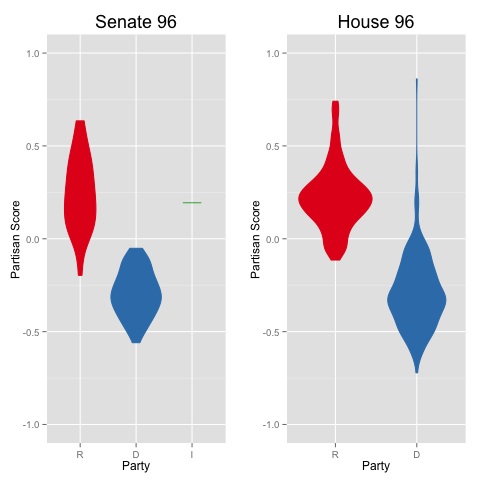 Senate 96
Partisan Score
1.0
0.5
0.0
-0.5
-1.0
R D I
Party
House 96
Partisan Score
1.0
0.5
0.0
-0.5
-1.0
R D
Party